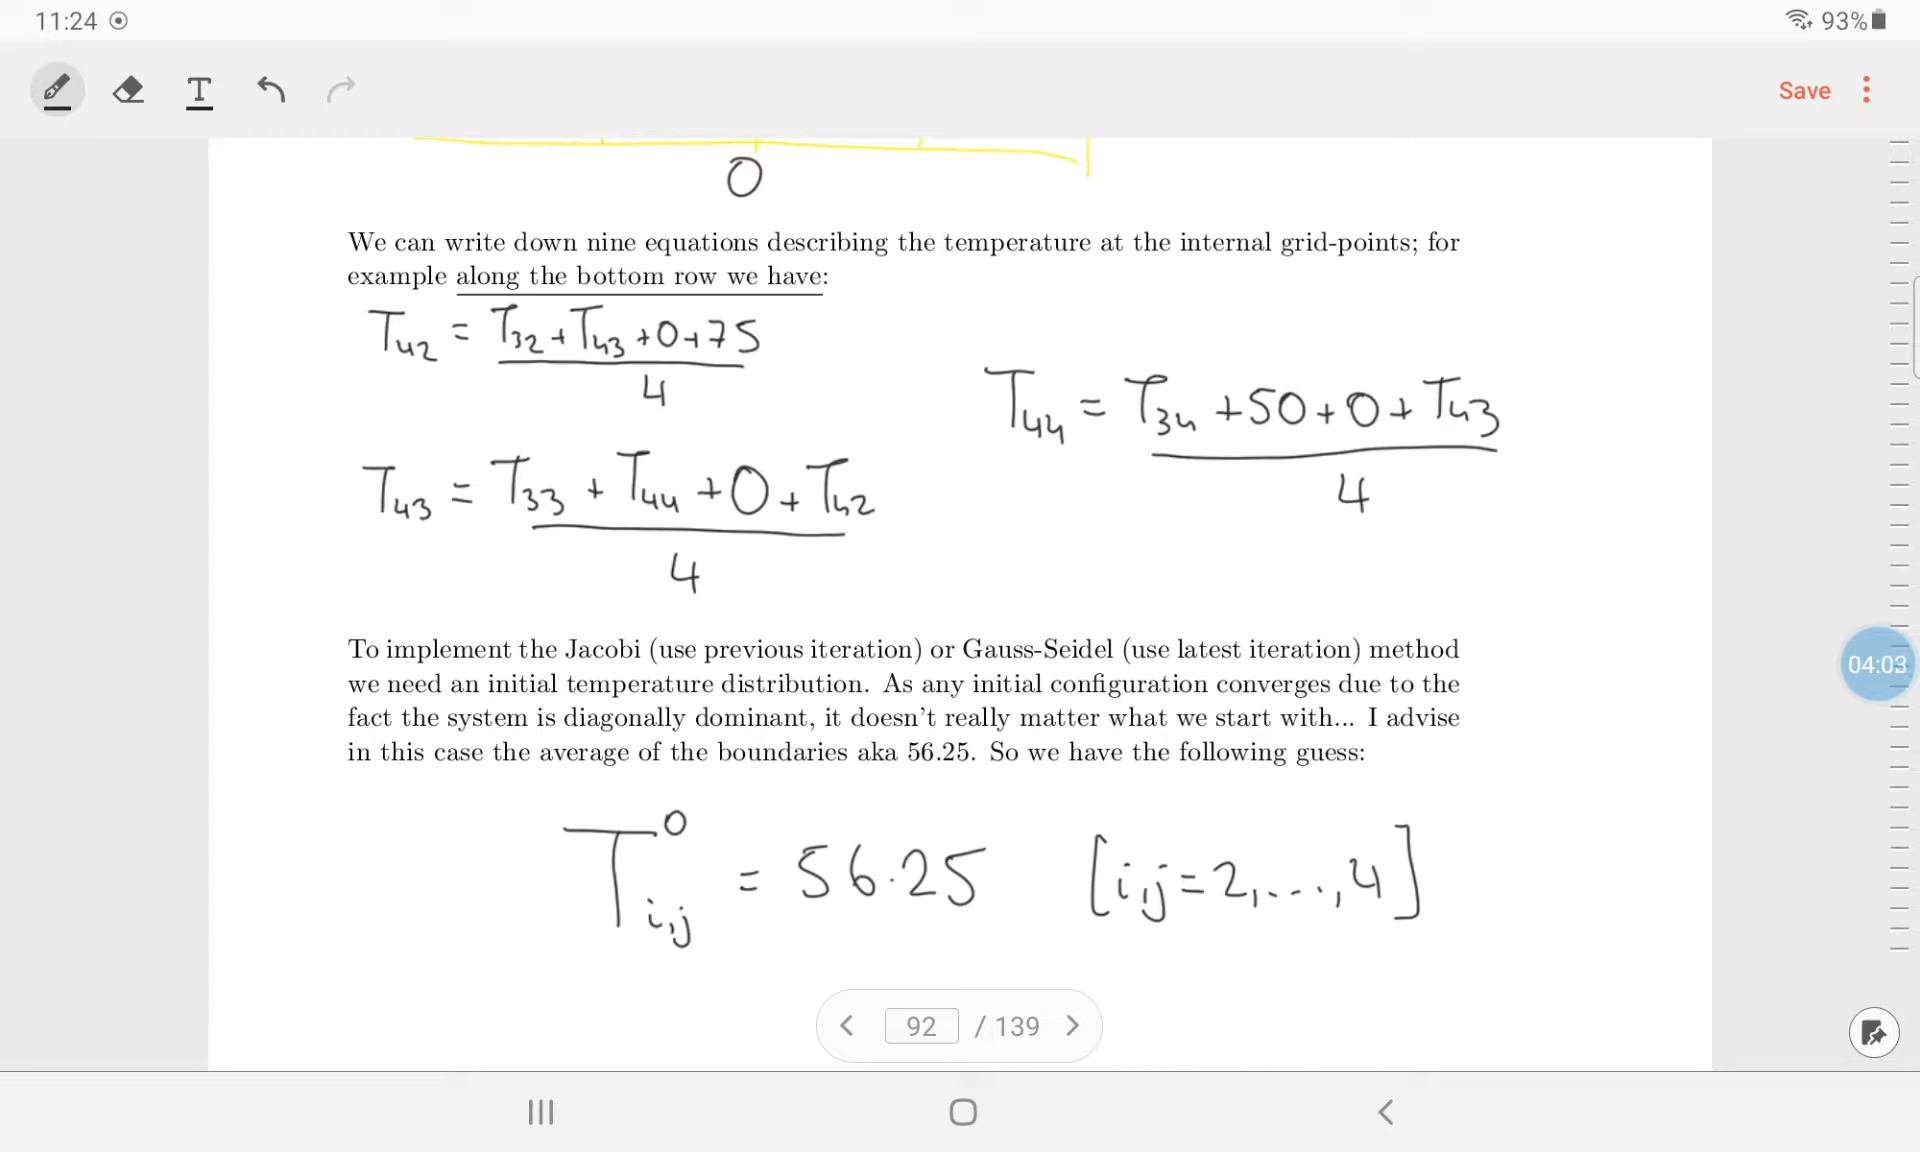 11:24
93%
T
Save
0
We can write down nine equations describing the temperature at the internal grid-points; for
example along the bottom row we have:
T42 = T32 + T43 + 0 + 75
4
T44 = T34 + 50 + 0 + T43
4
T43 = T33 + T44 + 0 + T42
4
To implement the Jacobi (use previous iteration) or Gauss-Seidel (use latest iteration) method
we need an initial temperature distribution. As any initial configuration converges due to the
fact the system is diagonally dominant, it doesn't really matter what we start with... I advise
in this case the average of the boundaries aka 56.25. So we have the following guess:
T⁰i,j = 56.25 [i,j=2,...,4]
92 / 139
04:03